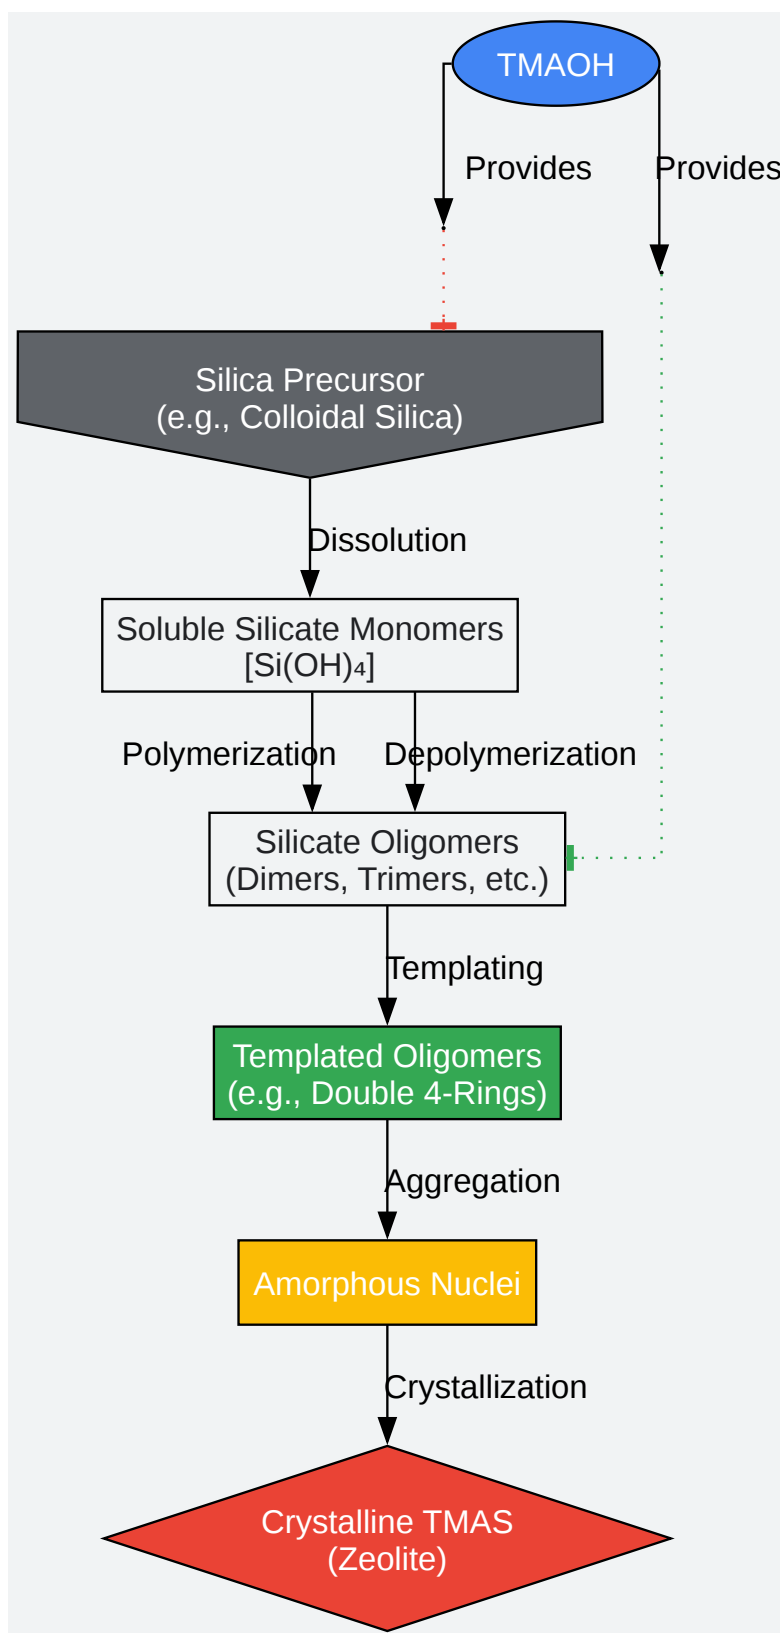 TMAOH
Provides
Provides
Silica Precursor
(e.g., Colloidal Silica)
Dissolution
Soluble Silicate Monomers
[Si(OH)₄]
Polymerization
Depolymerization
Silicate Oligomers
(Dimers, Trimers, etc.)
Templating
Templated Oligomers
(e.g., Double 4-Rings)
Aggregation
Amorphous Nuclei
Crystallization
Crystalline TMAS
(Zeolite)